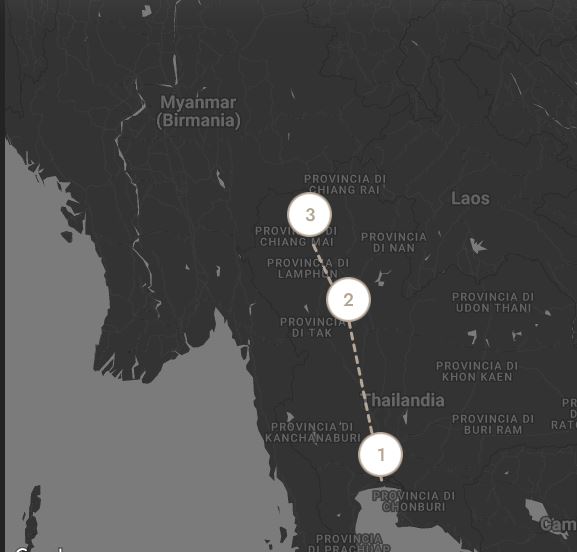 Myanmar
(Birmania)
PROVINCIA DI
CHIANG RAI
Laos
3
PROVINCIA DI
CHIANG MAI
PROVINCIA
DI NAN
PROVINCIA DI
LAMPHUN
2
PROVINCIA DI
UDON THANI
PROVINCIA
DI TAK
PROVINCIA DI
KHON KAEN
Thailandia
PROVINCIA DI
BURI RAM
PROVINCIA DI
KANCHANABURI
1
PROVINCIA DI
CHONBURI
PROVINCIA